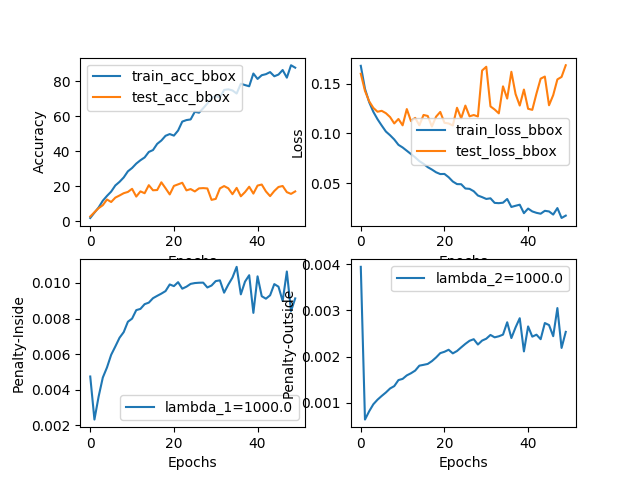 80
60
40
20
0
Accuracy
train_acc_bbox
test_acc_bbox
0
20
40
Epochs
0.15
0.10
0.05
Loss
train_loss_bbox
test_loss_bbox
0
20
40
Epochs
0.010
0.008
0.006
0.004
0.002
Penalty-Inside
lambda_1=1000.0
0
20
40
Epochs
0.004
0.003
0.002
0.001
Penalty-Outside
lambda_2=1000.0
0
20
40
Epochs